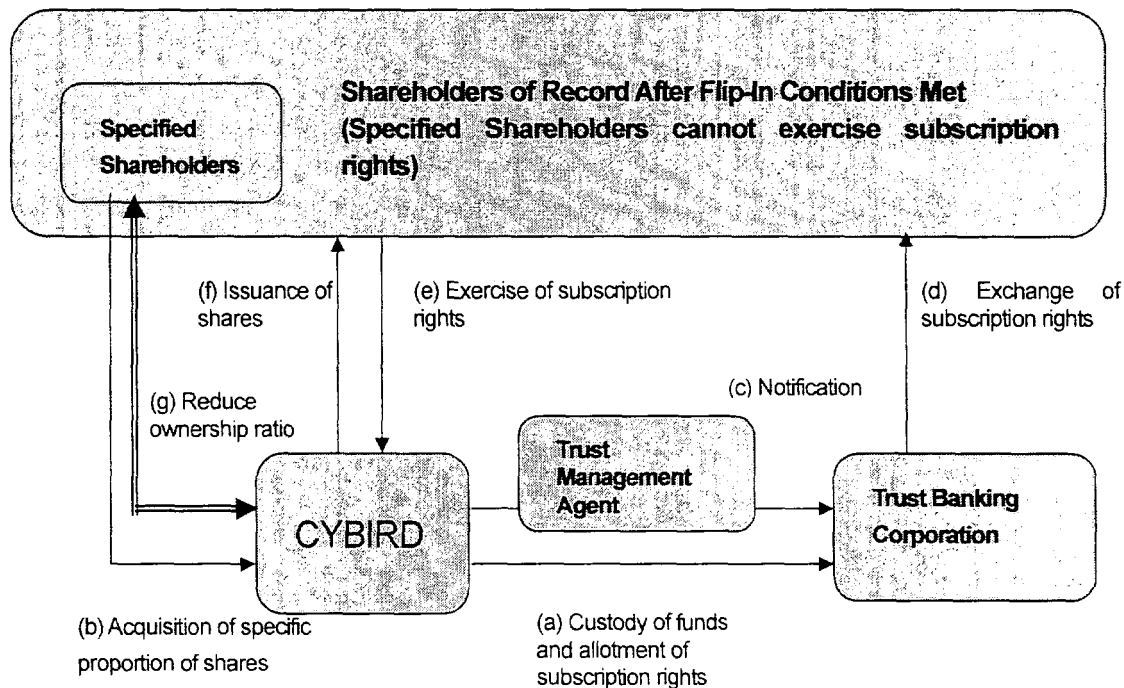 Shareholders of Record After Flip-In Conditions Met
(Specified Shareholders cannot exercise subscription
rights)
Specified
Shareholders
(f) Issuance of
shares
(e) Exercise of subscription
rights
(d) Exchange of
subscription rights
(g) Reduce
ownership ratio
(c) Notification
Trust
Management
Agent
CYBIRD
Trust Banking
Corporation
(b) Acquisition of specific
proportion of shares
(a) Custody of funds
and allotment of
subscription rights